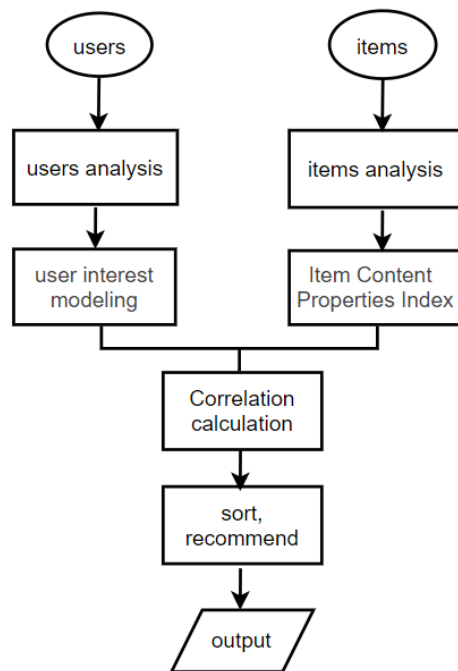 users
items
users analysis
items analysis
user interest
modeling
Item Content
Properties Index
Correlation
calculation
sort,
recommend
output